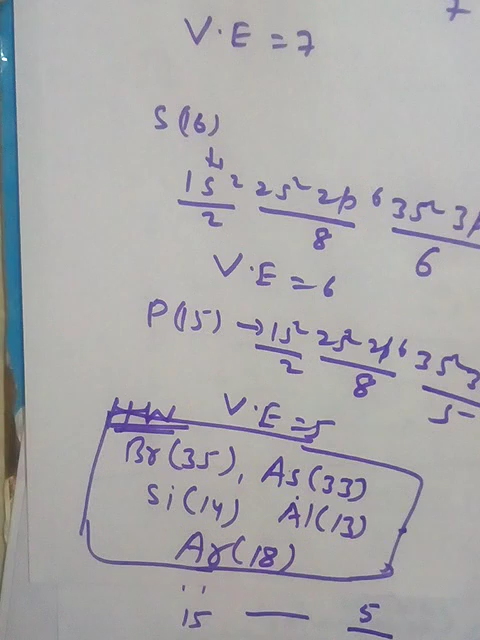 7
V.E = 7
S (16)
↓
1s² 2s² 2p⁶ 3s² 3p
2 8 6
V.E = 6
P(15) → 1s² 2s² 2p⁶ 3s² 3
2 8 5
V.E = 5
H/W
Br(35), As(33)
Si(14) Al(13)
Ar(18)
15 — 5